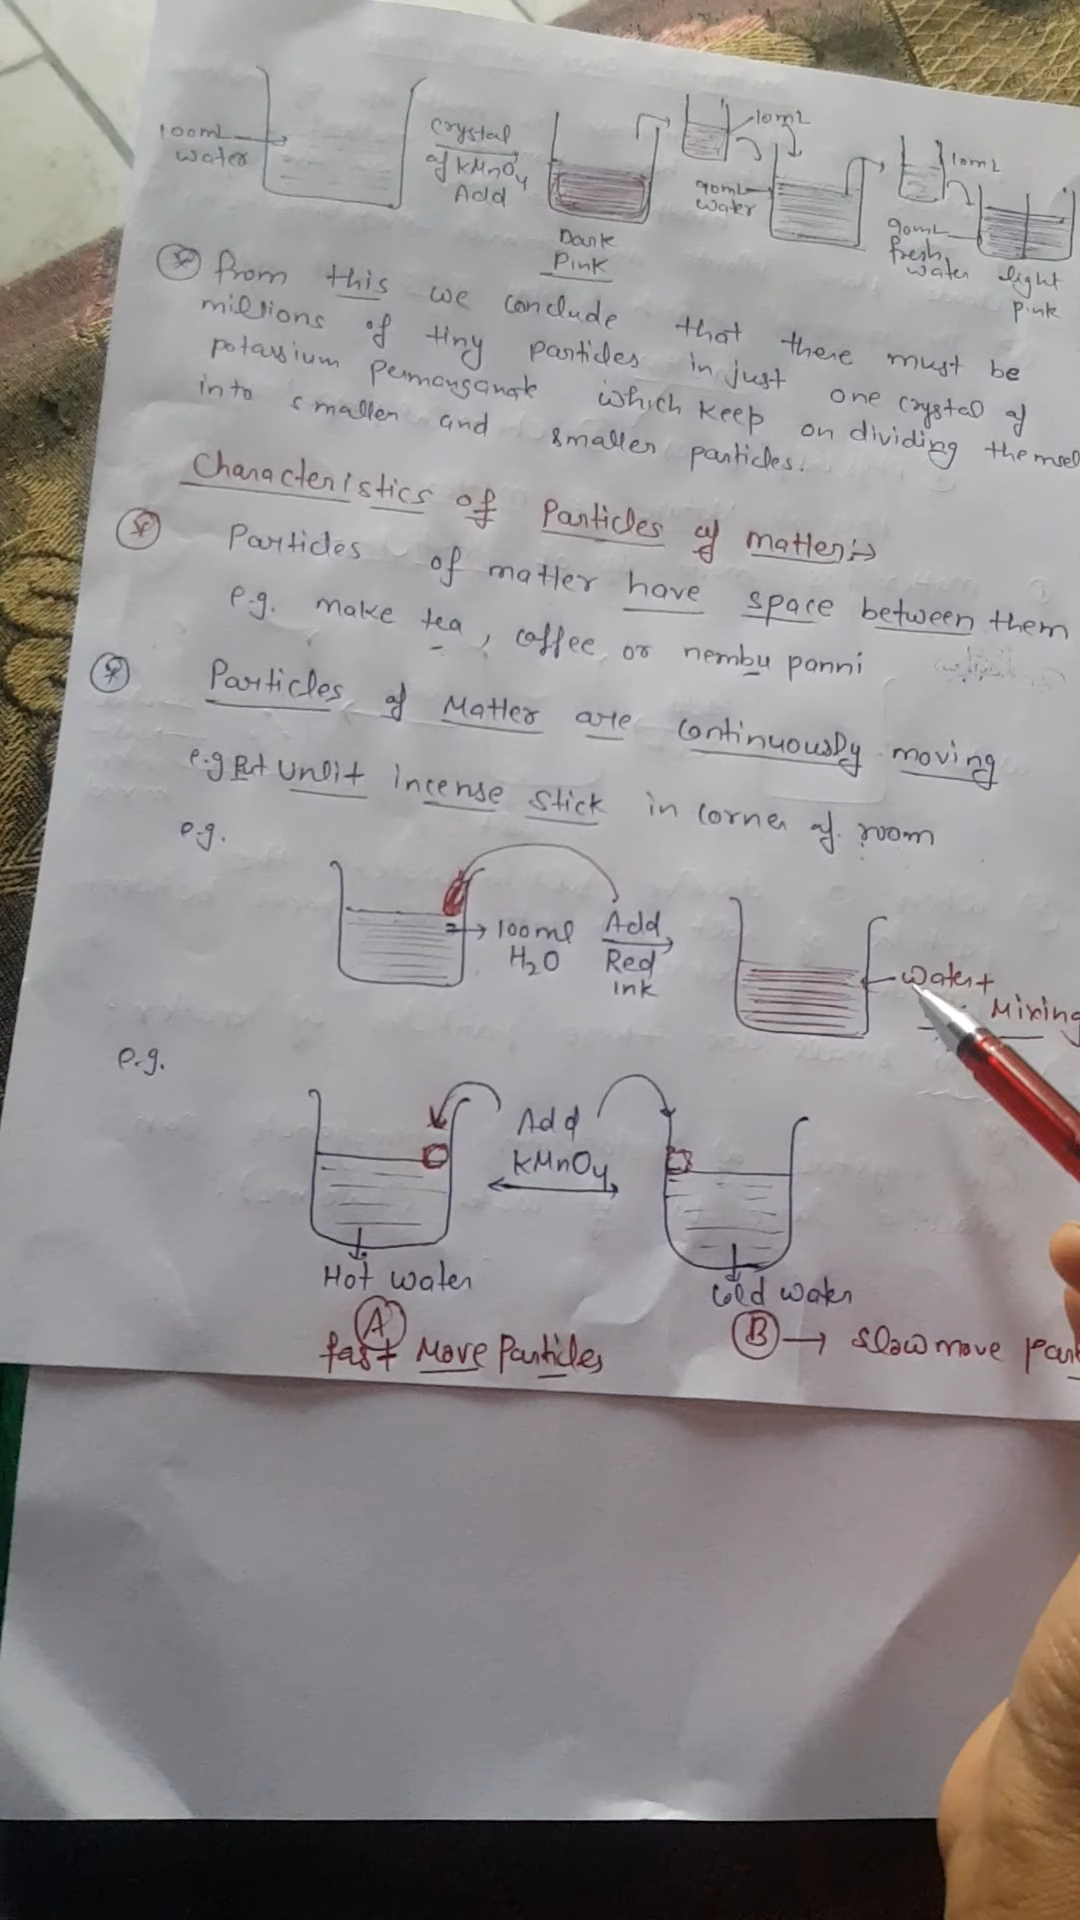 100mL water
Crystal of KMnO4 Add
Dark Pink
10mL
90mL water
10mL
90mL fresh water
light pink
from this we conclude that there must be
millions of tiny particles in just one crystal of
potassium permanganate which keep on dividing themsel
into smaller and smaller particles.
Characteristics of Particles of matter:→
Particles of matter have space between them
e.g. make tea, coffee, or nembu panni
Particles of Matter are continuously moving
e.g Put Unlit incense stick in corner of room
e.g.
100ml H2O
Add Red ink
Water+
Mixing
e.g.
Add KMnO4
Hot water
Cold water
A
fast Move Particles
B → slow move par